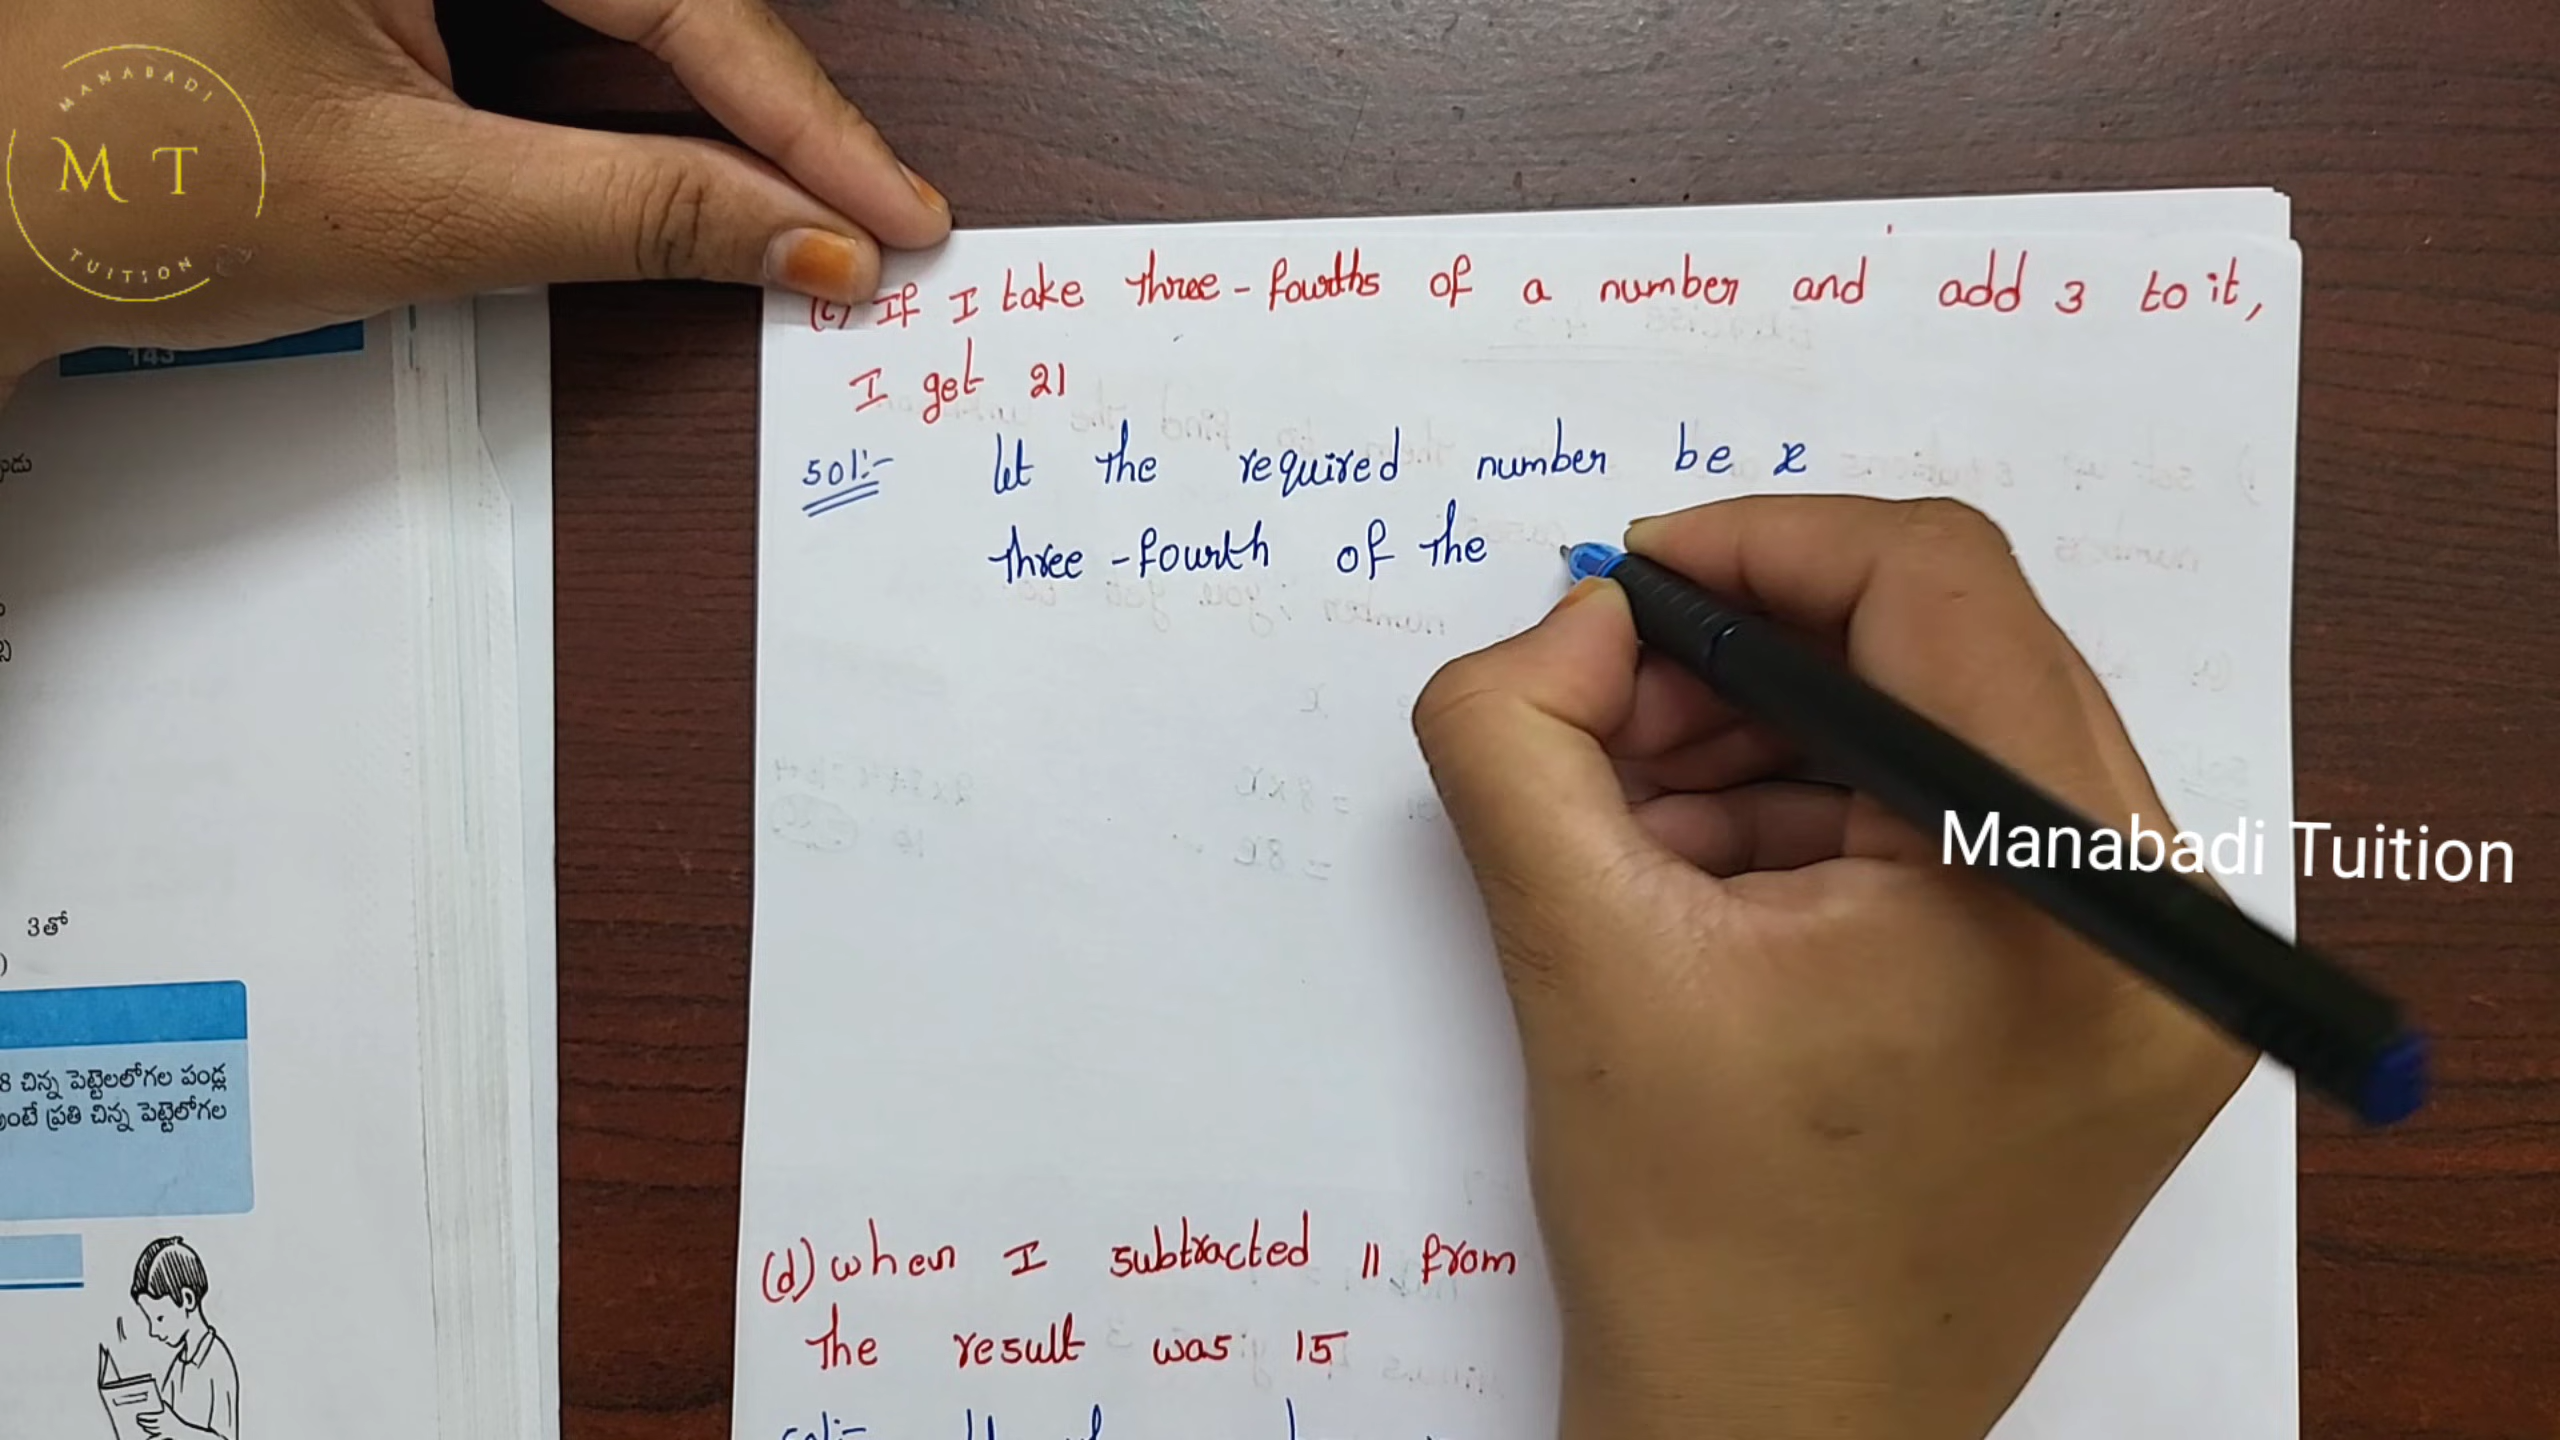 MANABADI
M T
TUITION
143
3తో
8 చిన్న పెట్టెలలోగల పండ్ల
ప్రతి చిన్న పెట్టెలోగల
(c) If I take three-fourths of a number and add 3 to it,
I get 21
Sol:- let the required number be x
three-fourth of the
Manabadi Tuition
(d) when I subtracted 11 from
the result was 15